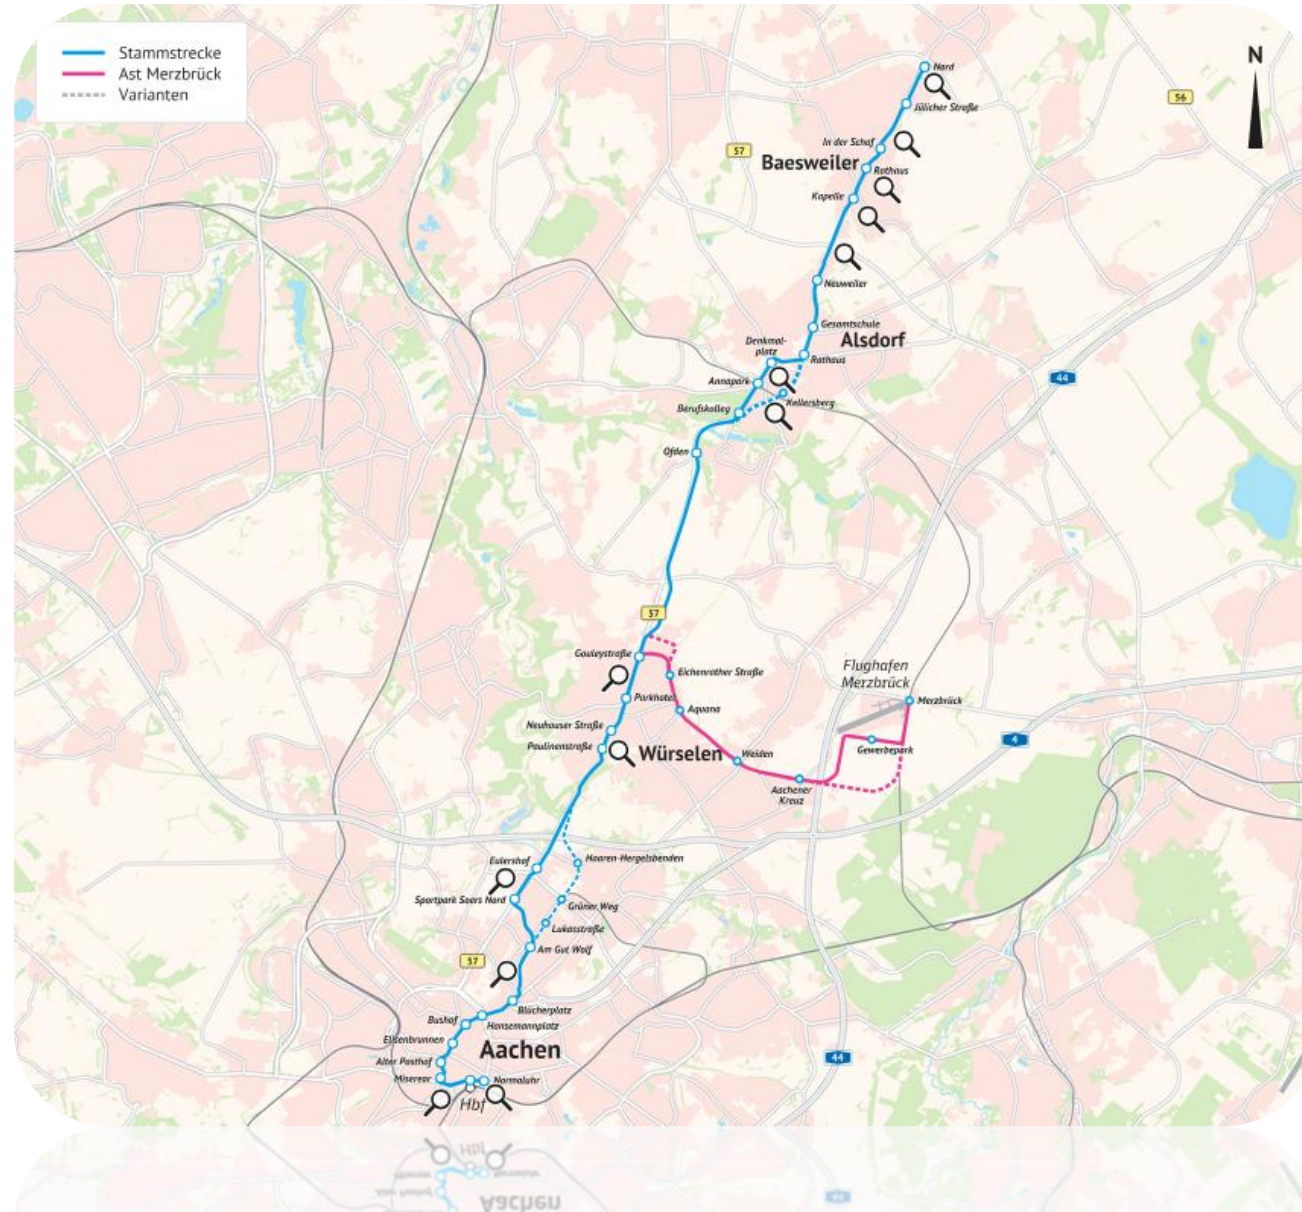 Stammstrecke
Ast Merzbrück
Varianten
N
Nord
56
Jülicher Straße
In der Schaf
57
Baesweiler
Rathaus
Kapelle
Neuweiler
Gesamtschule
Denkmal-
platz
Alsdorf
Rathaus
44
Annapark
Kellersberg
Berufskolleg
Ofden
57
Gouleystraße
Eichenrather Straße
Flughafen
Merzbrück
Parkhotel
Merzbrück
Aquana
Neuhauser Straße
Paulinenstraße
Würselen
Weiden
Gewerbepark
4
Aachener
Kreuz
Eulershof
Haaren-Hergelsbenden
Sportpark Soers Nord
Grüner Weg
Lukasstraße
Am Gut Wolf
57
Blücherplatz
Bushof
Hansemannplatz
Elisenbrunnen
Aachen
44
Alter Posthof
Misereor
Normaluhr
Hbf